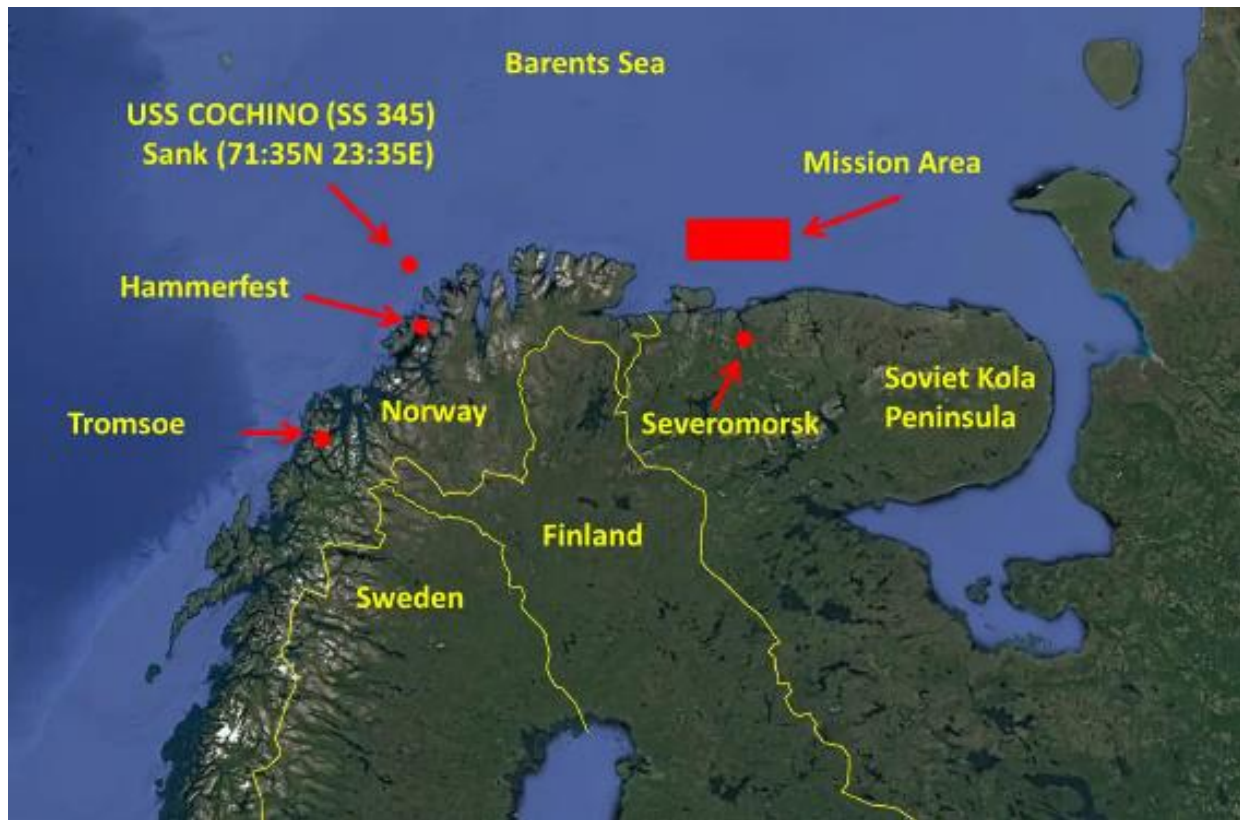 Barents Sea
USS COCHINO (SS 345)
Sank (71:35N 23:35E)
Mission Area
Hammerfest
Soviet Kola
Peninsula
Norway
Tromsoe
Severomorsk
Finland
Sweden